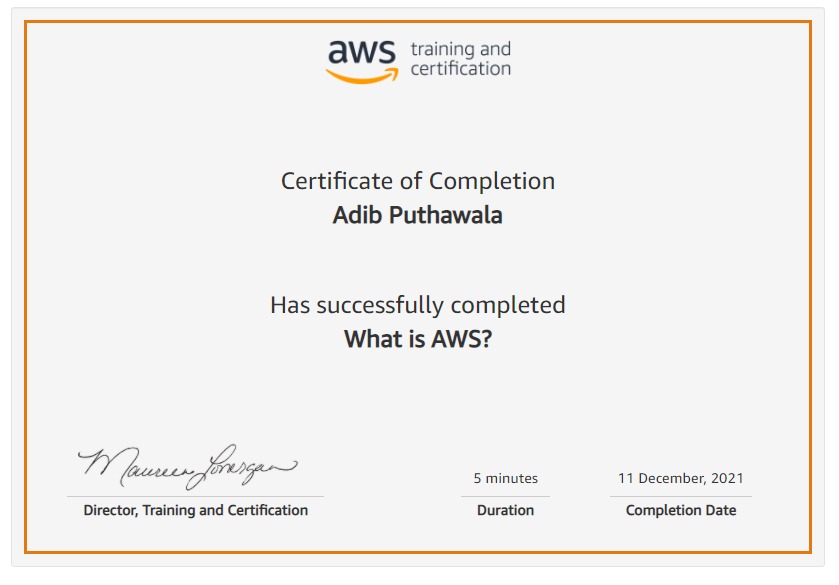 aws training and
certification
Certificate of Completion
Adib Puthawala
Has successfully completed
What is AWS?
Maureen Lonergan
5 minutes
11 December, 2021
Director, Training and Certification
Duration
Completion Date